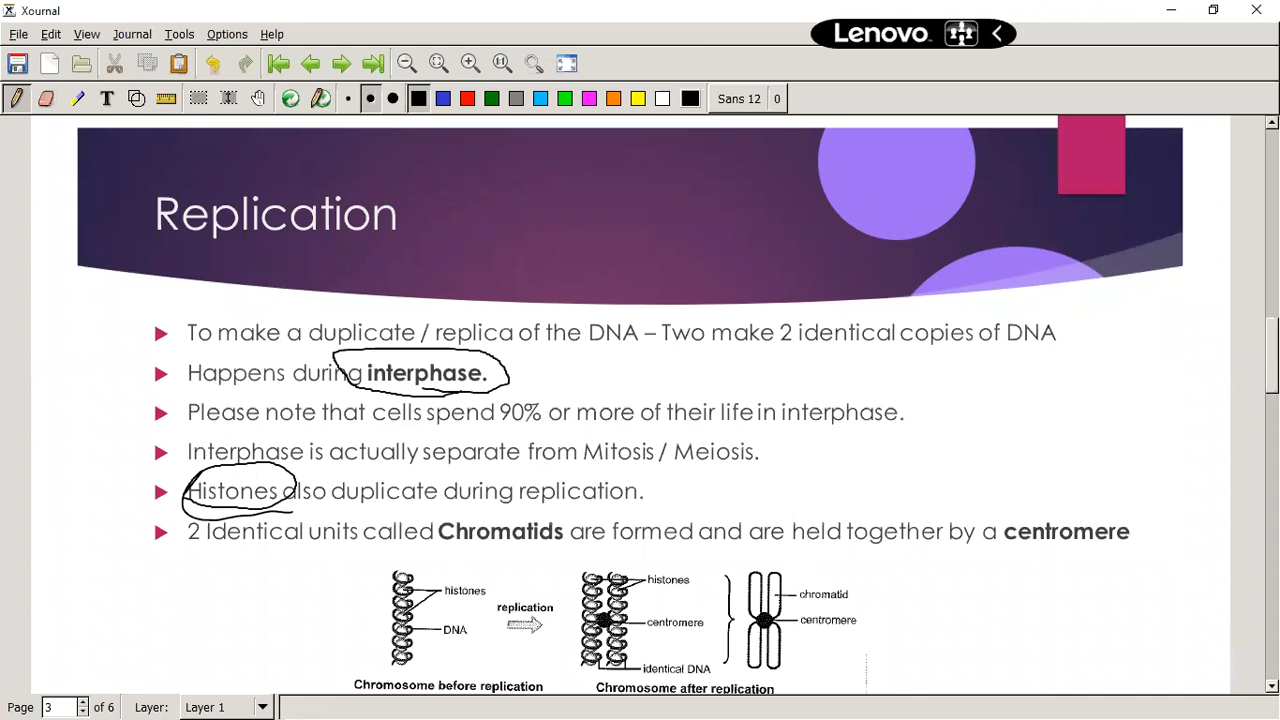 Xournal
File Edit View Journal Tools Options Help
Lenovo
Sans 12 0
Replication
To make a duplicate / replica of the DNA – Two make 2 identical copies of DNA
Happens during interphase.
Please note that cells spend 90% or more of their life in interphase.
Interphase is actually separate from Mitosis / Meiosis.
Histones also duplicate during replication.
2 Identical units called Chromatids are formed and are held together by a centromere
histones
DNA
replication
histones
centromere
identical DNA
chromatid
centromere
Chromosome before replication
Chromosome after replication
Page 3 of 6 Layer: Layer 1